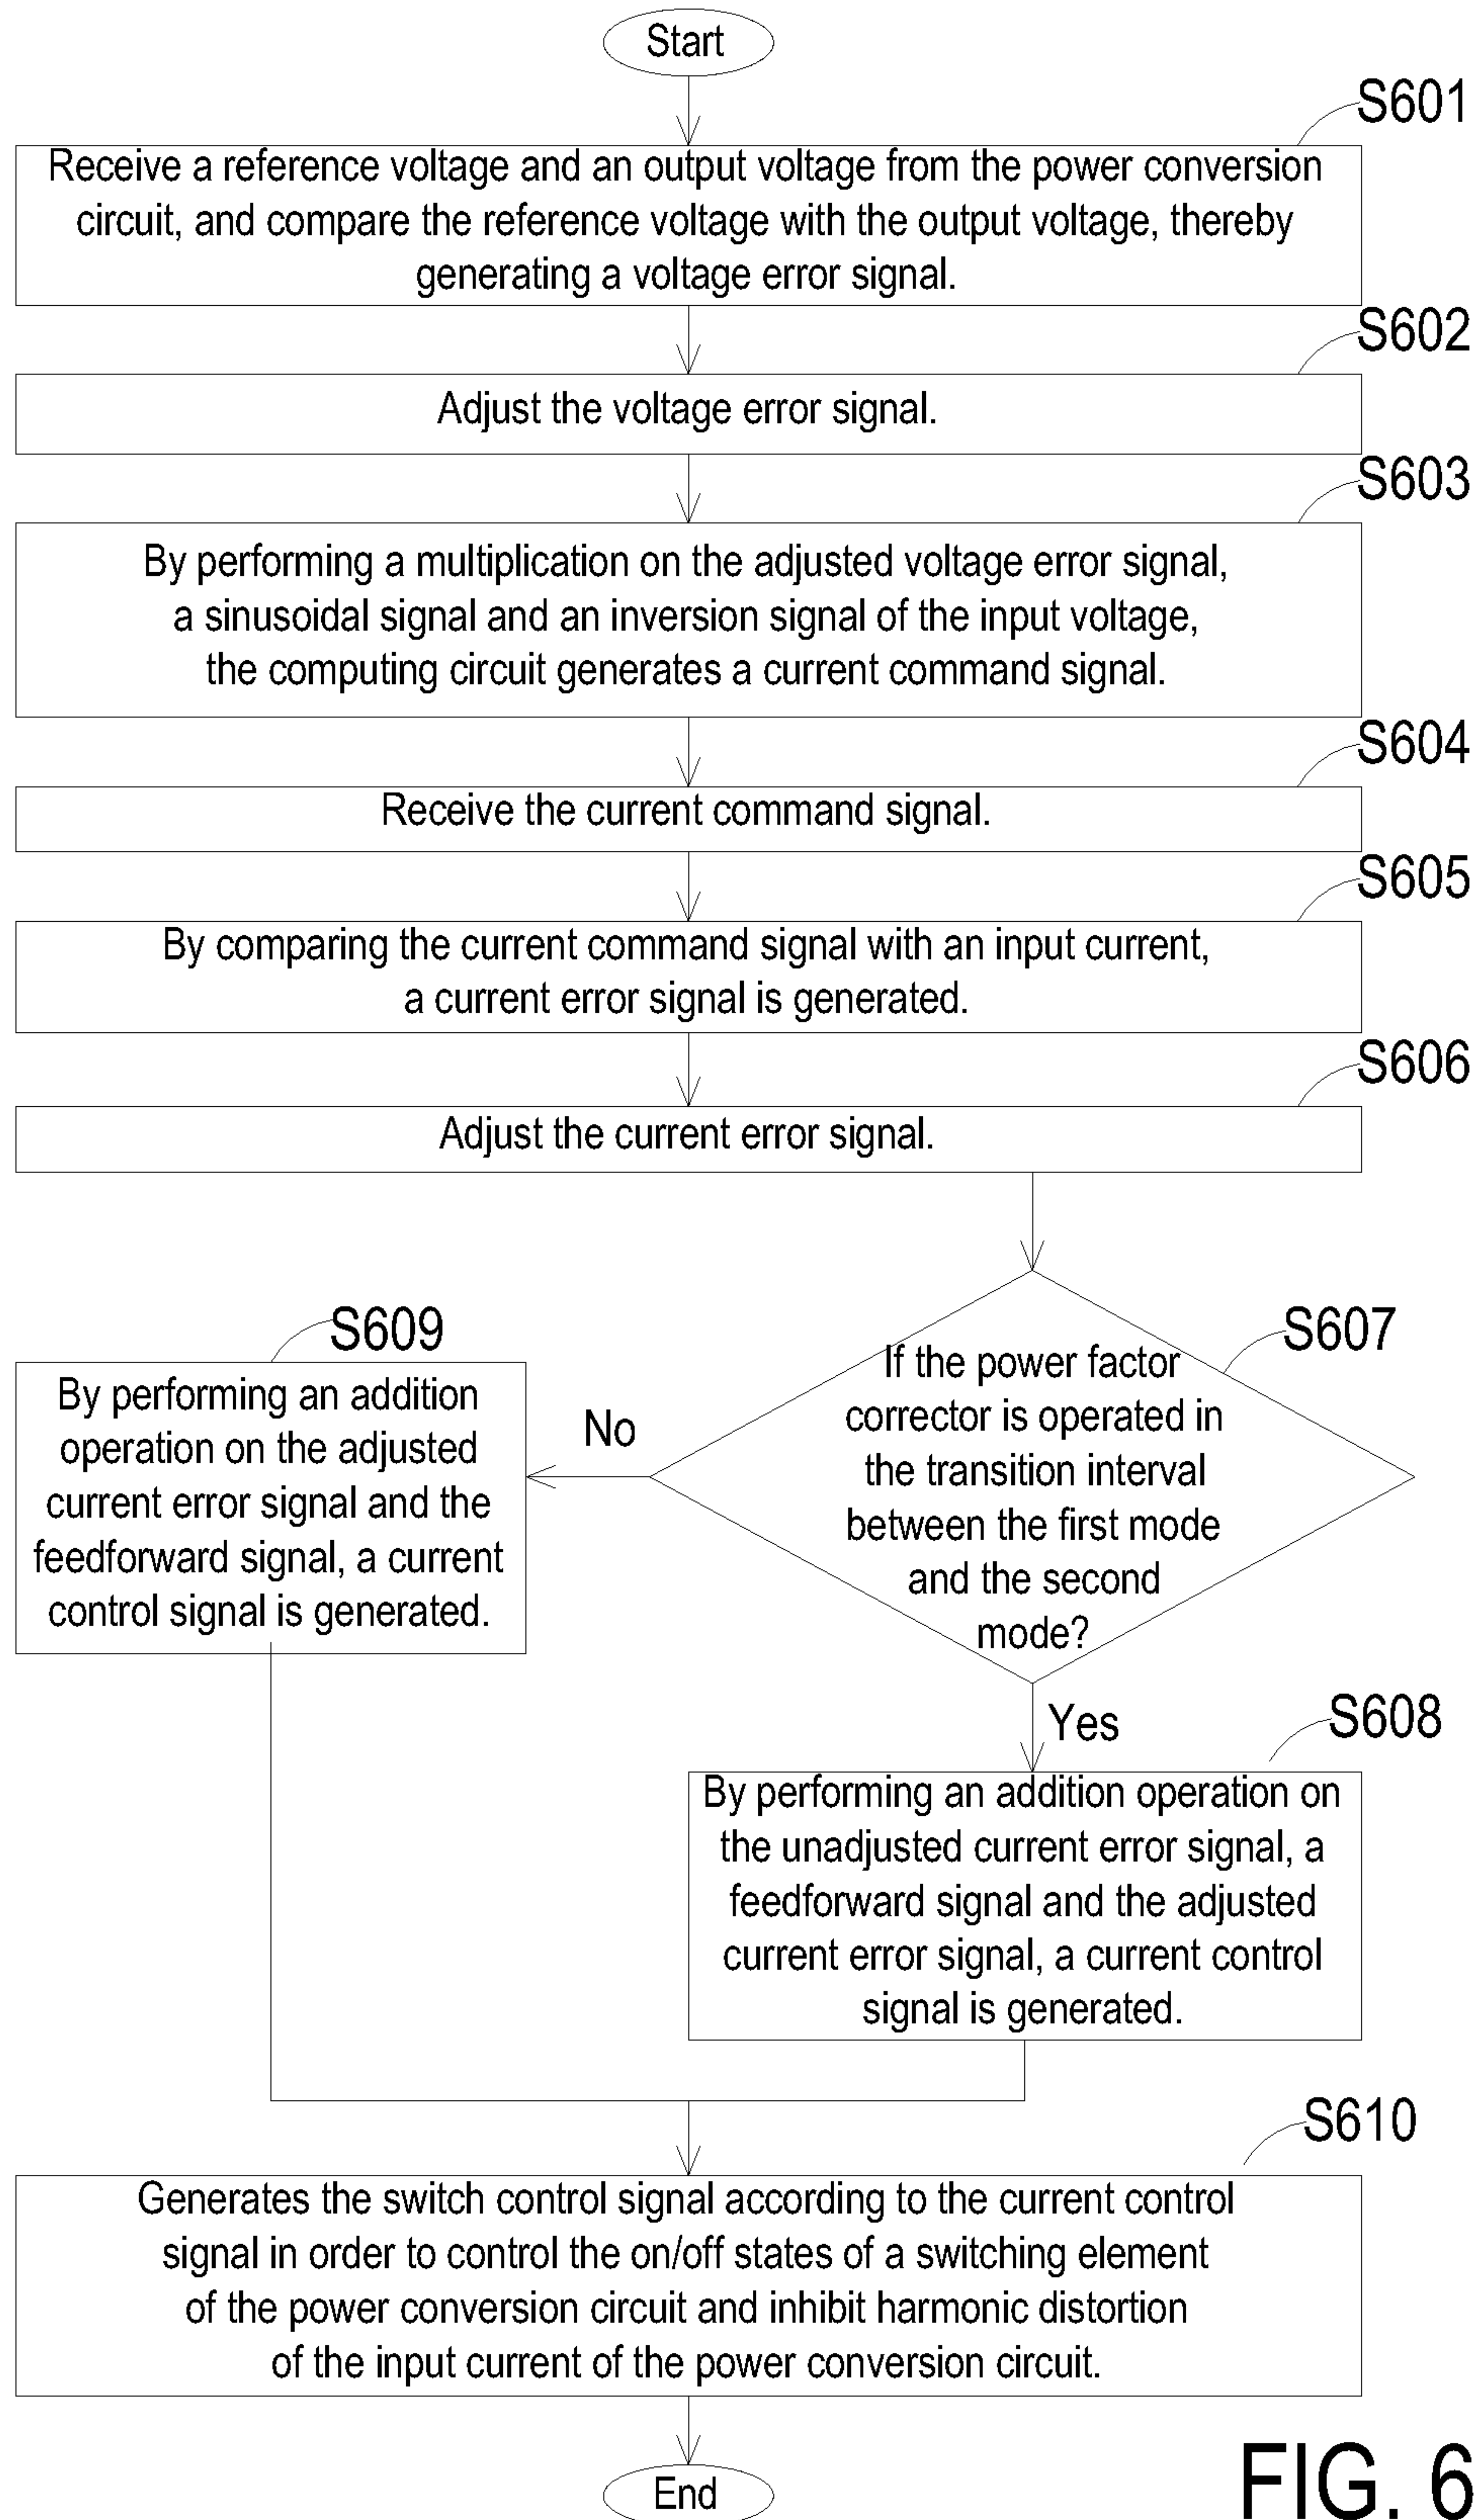 Start
S601
Receive a reference voltage and an output voltage from the power conversion
circuit, and compare the reference voltage with the output voltage, thereby
generating a voltage error signal.
S602
Adjust the voltage error signal.
S603
By performing a multiplication on the adjusted voltage error signal,
a sinusoidal signal and an inversion signal of the input voltage,
the computing circuit generates a current command signal.
S604
Receive the current command signal.
S605
By comparing the current command signal with an input current,
a current error signal is generated.
S606
Adjust the current error signal.
S607
If the power factor
corrector is operated in
the transition interval
between the first mode
and the second
mode?
No
S609
By performing an addition
operation on the adjusted
current error signal and the
feedforward signal, a current
control signal is generated.
Yes
S608
By performing an addition operation on
the unadjusted current error signal, a
feedforward signal and the adjusted
current error signal, a current control
signal is generated.
S610
Generates the switch control signal according to the current control
signal in order to control the on/off states of a switching element
of the power conversion circuit and inhibit harmonic distortion
of the input current of the power conversion circuit.
End
FIG. 6